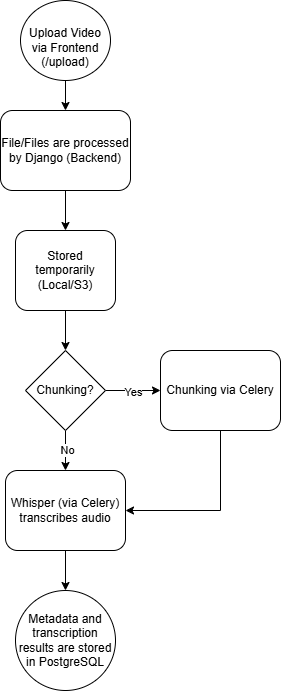 Upload Video
via Frontend
(/upload)
File/Files are processed
by Django (Backend)
Stored
temporarily
(Local/S3)
Chunking?
Yes
Chunking via Celery
No
Whisper (via Celery)
transcribes audio
Metadata and
transcription
results are stored
in PostgreSQL